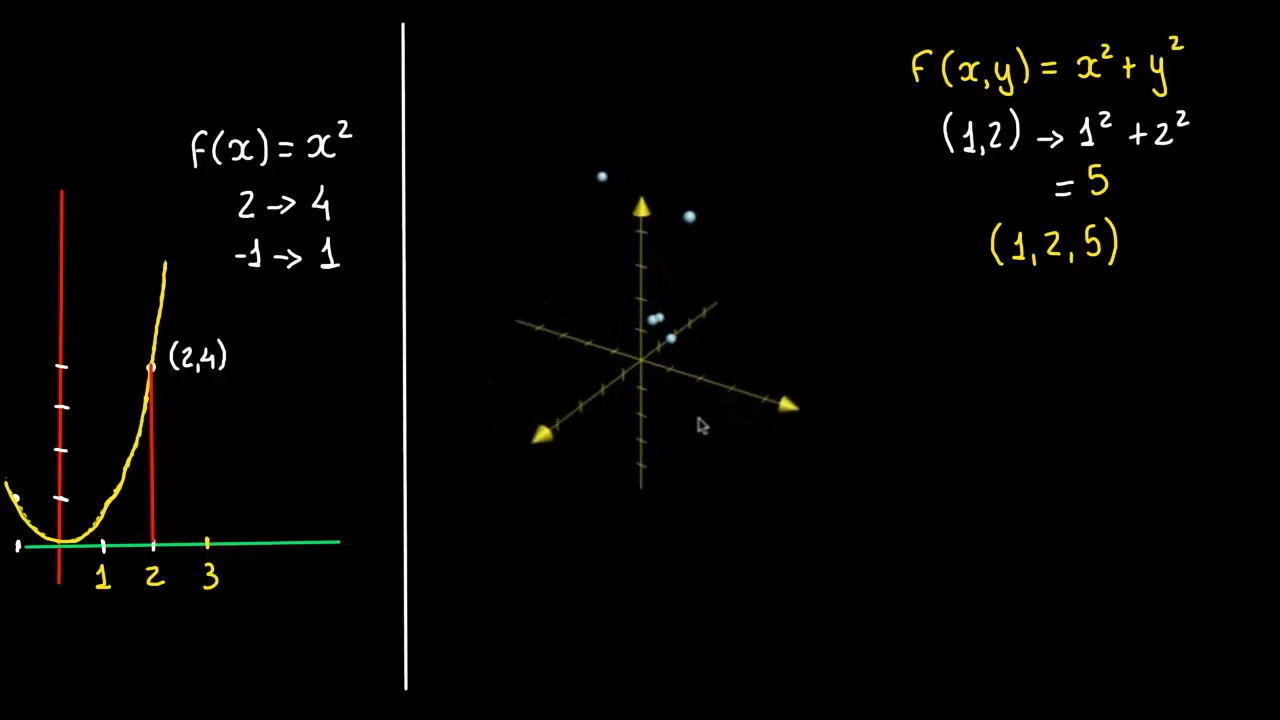 F(x) = x²
2 → 4
-1 → 1
(2,4)
1 2 3
F(x,y) = x² + y²
(1,2) → 1² + 2²
= 5
(1,2,5)